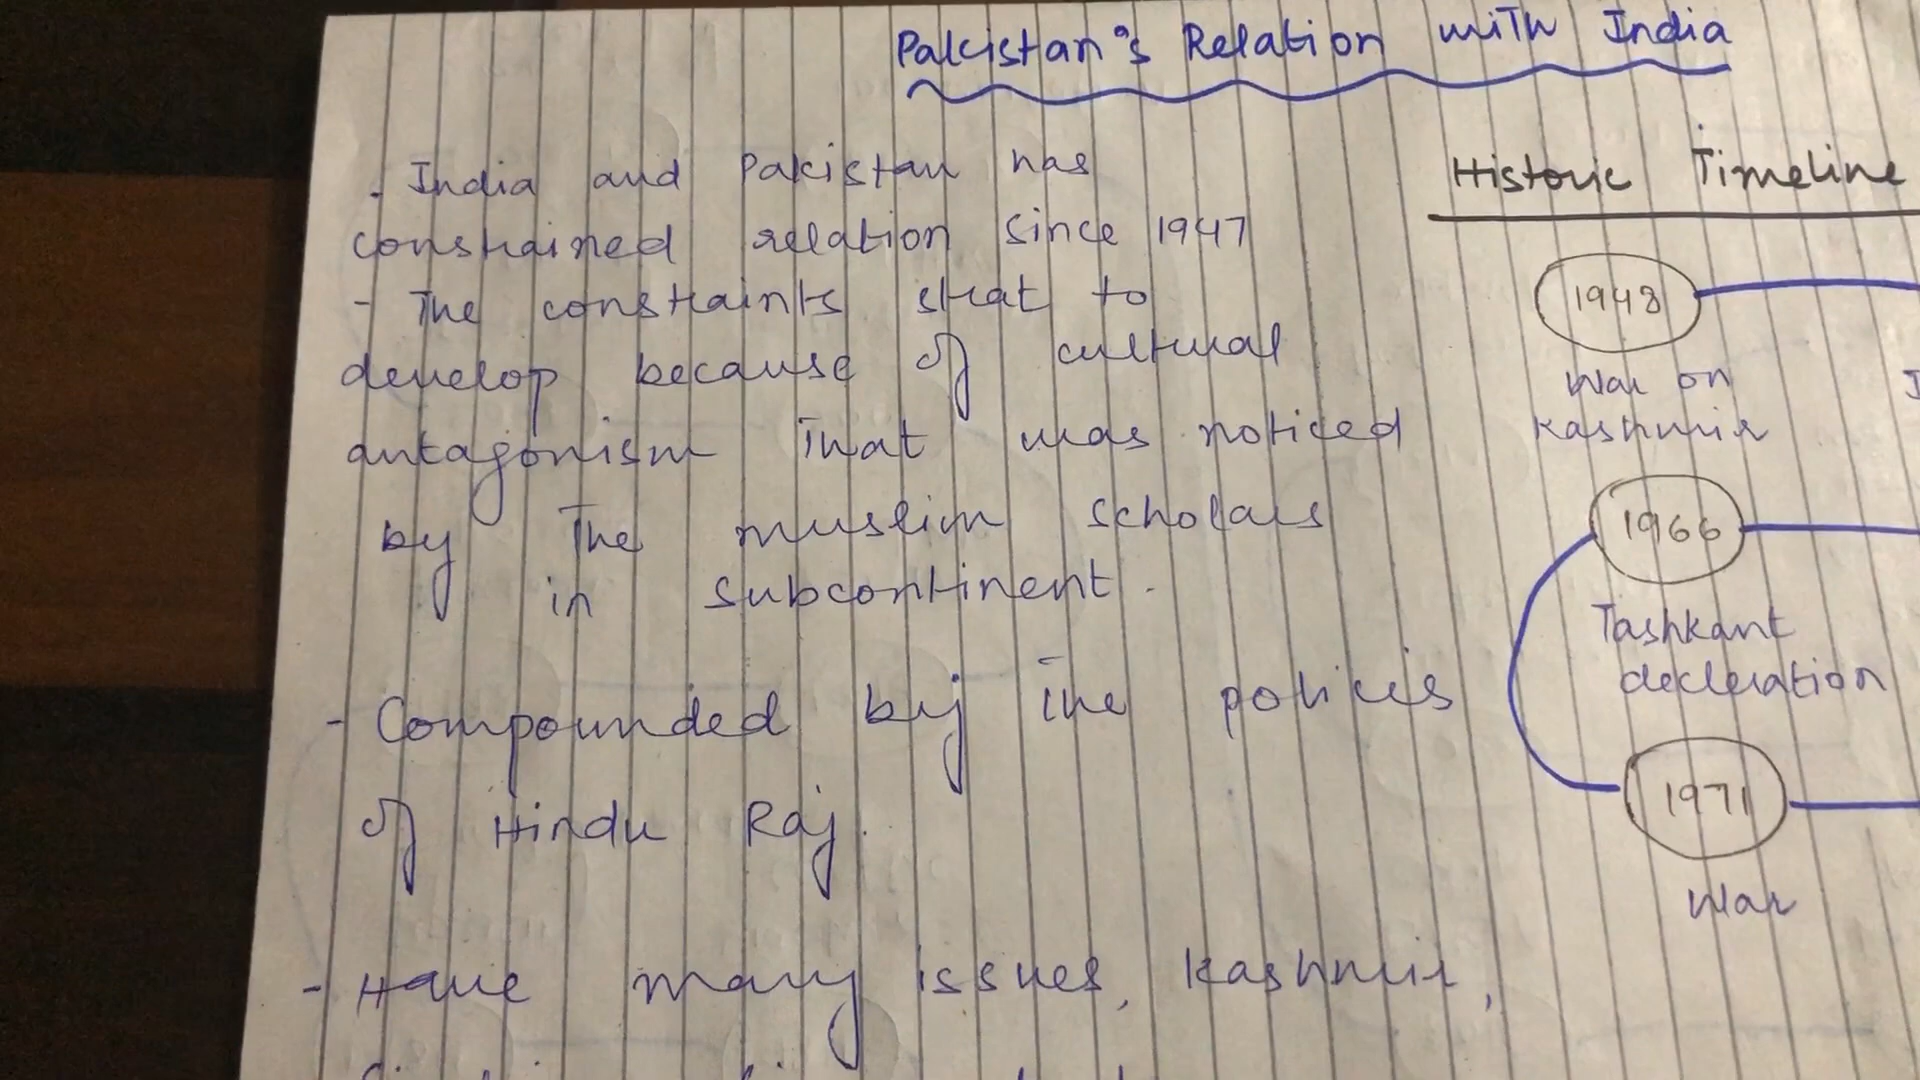 Pakistan's Relation with India
. India and Pakistan has
constrained relation since 1947
- The constraints strat to
develop because of cultural
antagonism that was noticed
by the muslim scholars
in subcontinent.
- Compounded by the policies
of Hindu Raj.
- Have many issues, Kashmir,
Historic Timeline
1948
War on
Kashmir
1966
Tashkant
decleration
1971
War